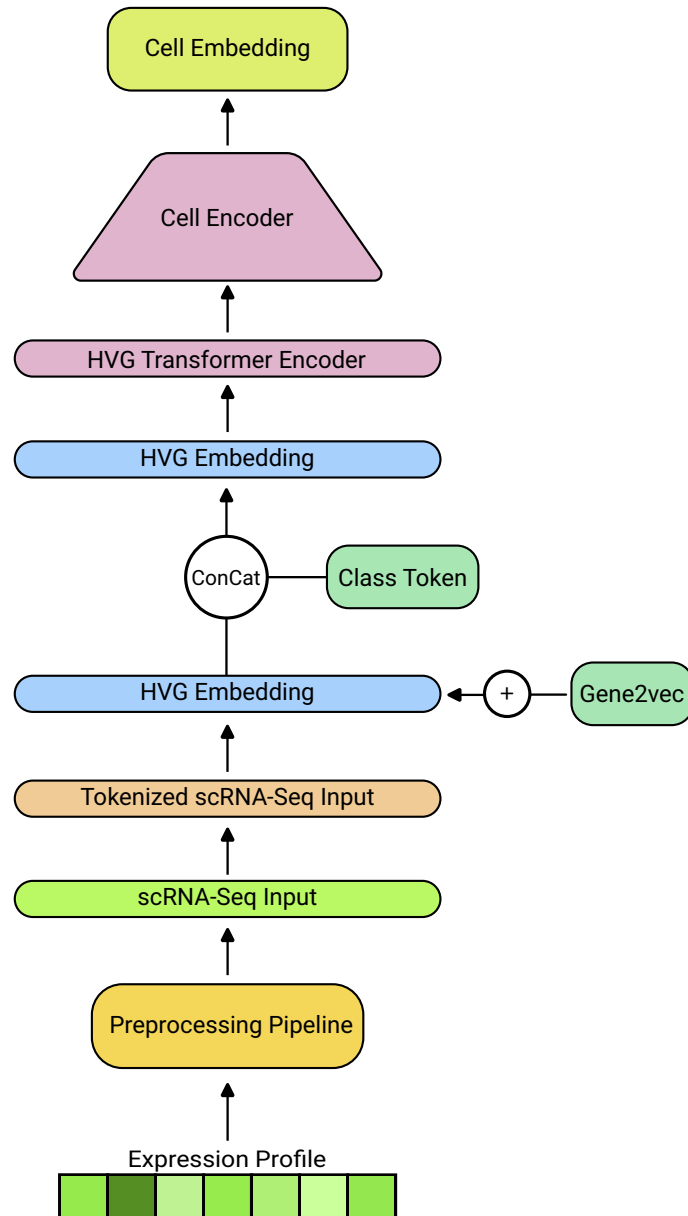 Cell Embedding
Cell Encoder
HVG Transformer Encoder
HVG Embedding
ConCat
Class Token
HVG Embedding
+
Gene2vec
Tokenized scRNA-Seq Input
scRNA-Seq Input
Preprocessing Pipeline
Expression Profile